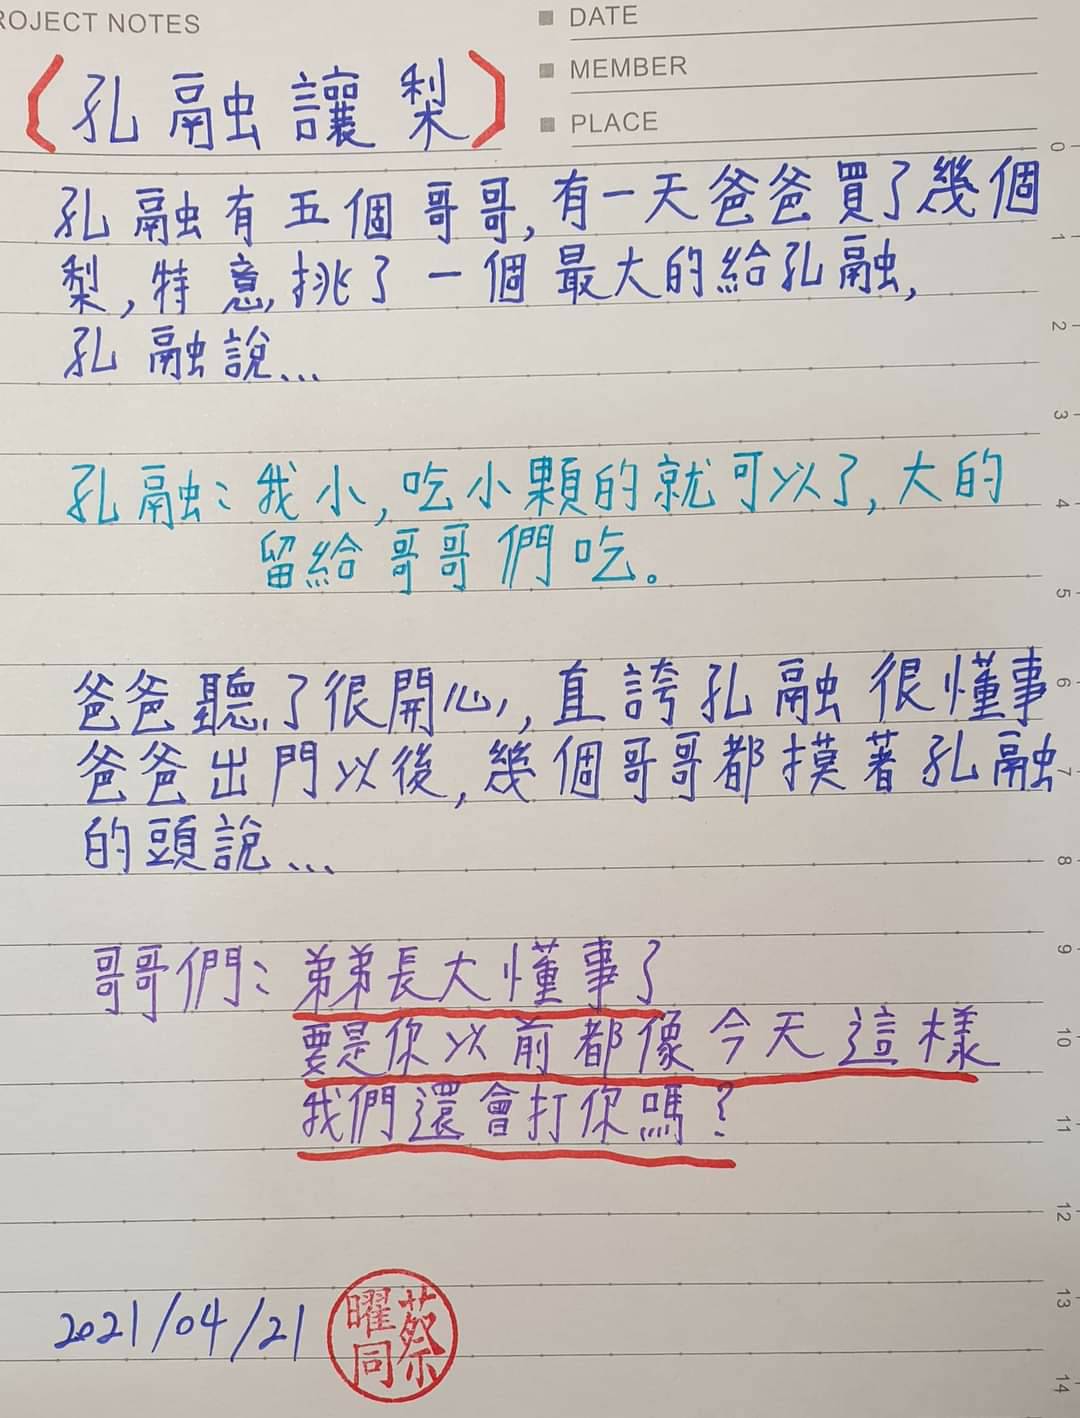 ROJECT NOTES
DATE
MEMBER
PLACE
(孔融讓梨)
孔融有五個哥哥,有一天爸爸買了幾個
梨,特意挑了一個最大的給孔融,
孔融說...
孔融:我小,吃小顆的就可以了,大的
留給哥哥們吃。
爸爸聽了很開心,直誇孔融很懂事
爸爸出門以後,幾個哥哥都摸著孔融
的頭說...
哥哥們:弟弟長大懂事了
要是你以前都像今天這樣
我們還會打你嗎?
2021/04/21
蔡曜同
0
1
2
3
4
5
6
7
8
9
10
11
12
13
14